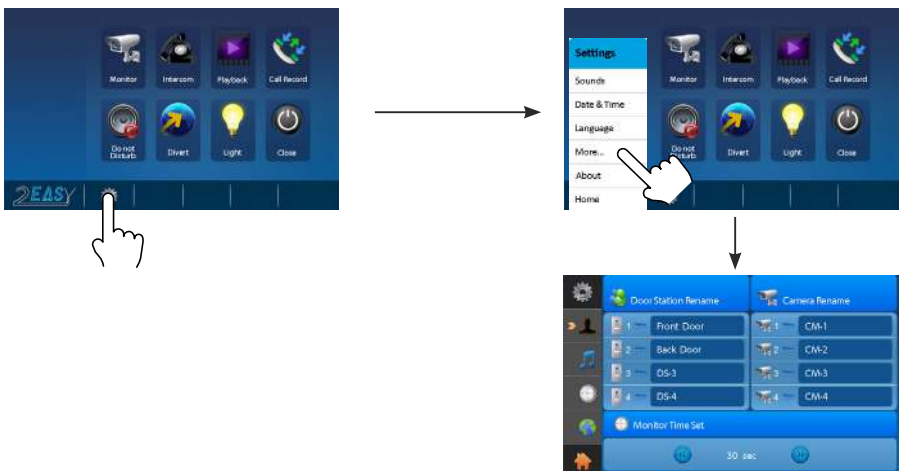 Monitor Intercom Playback Call Record
Do not
Disturb Divert Light Close
2EASY
Settings
Sounds
Date & Time
Language
More...
About
Home
Monitor Intercom Playback Call Record
Do not
Disturb Divert Light Close
Door Station Rename Camera Rename
1 Front Door 1 CM-1
2 Back Door 2 CM-2
3 DS-3 3 CM-3
4 DS-4 4 CM-4
Monitor Time Set
30 sec